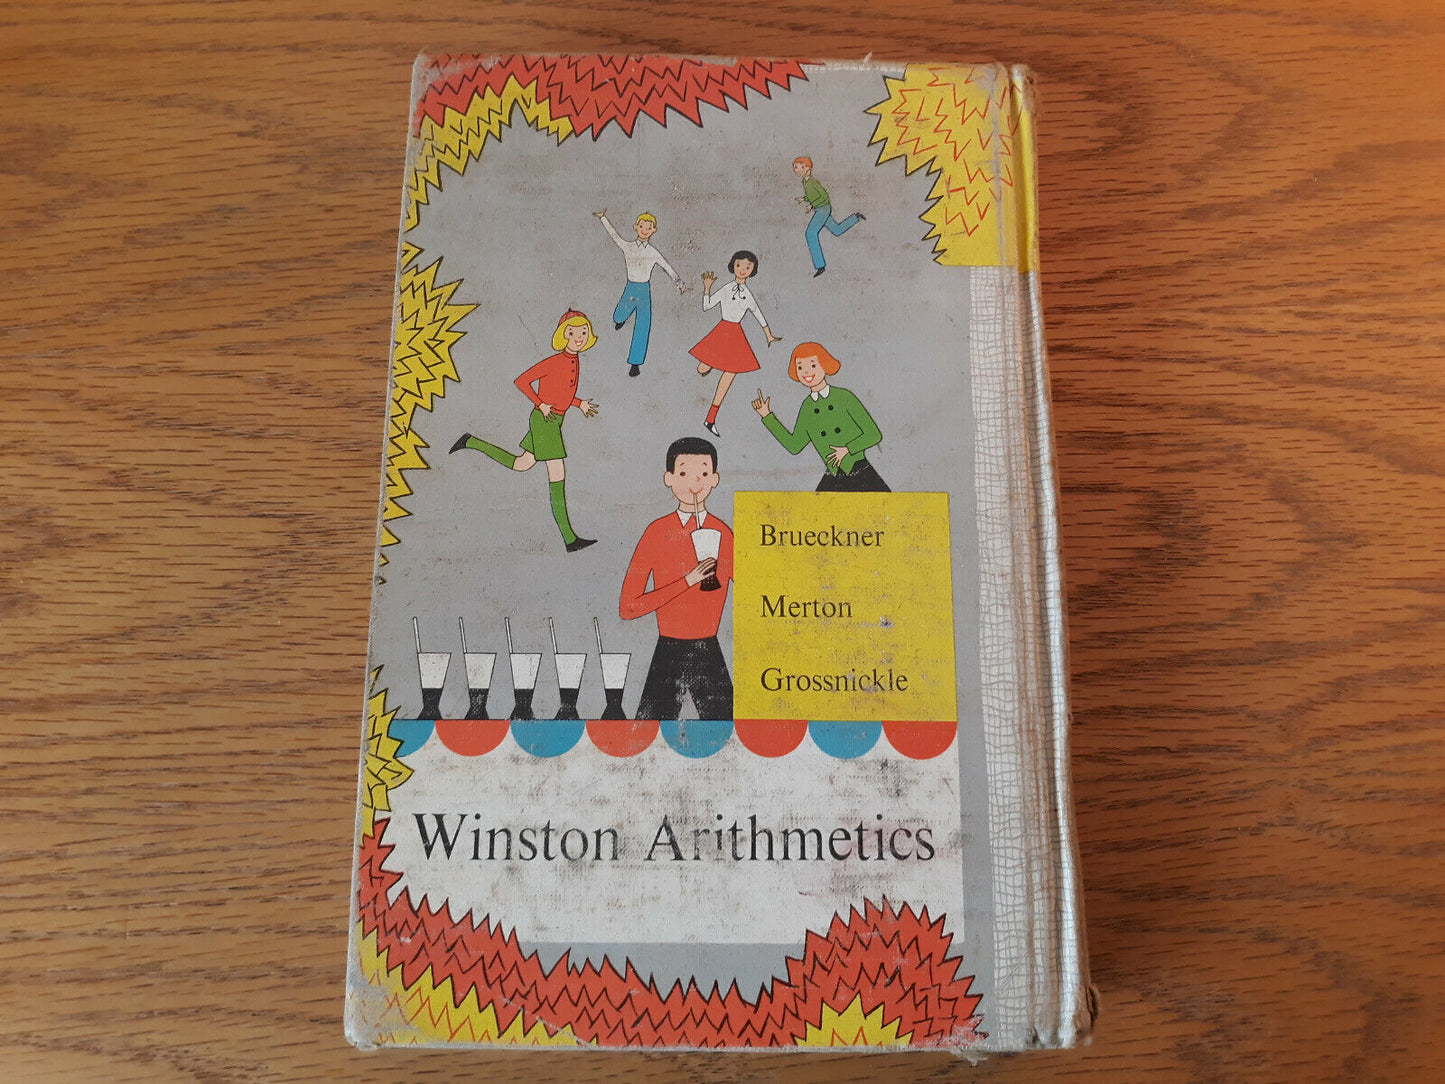 Brueckner
Merton
Grossnickle
Winston Arithmetics